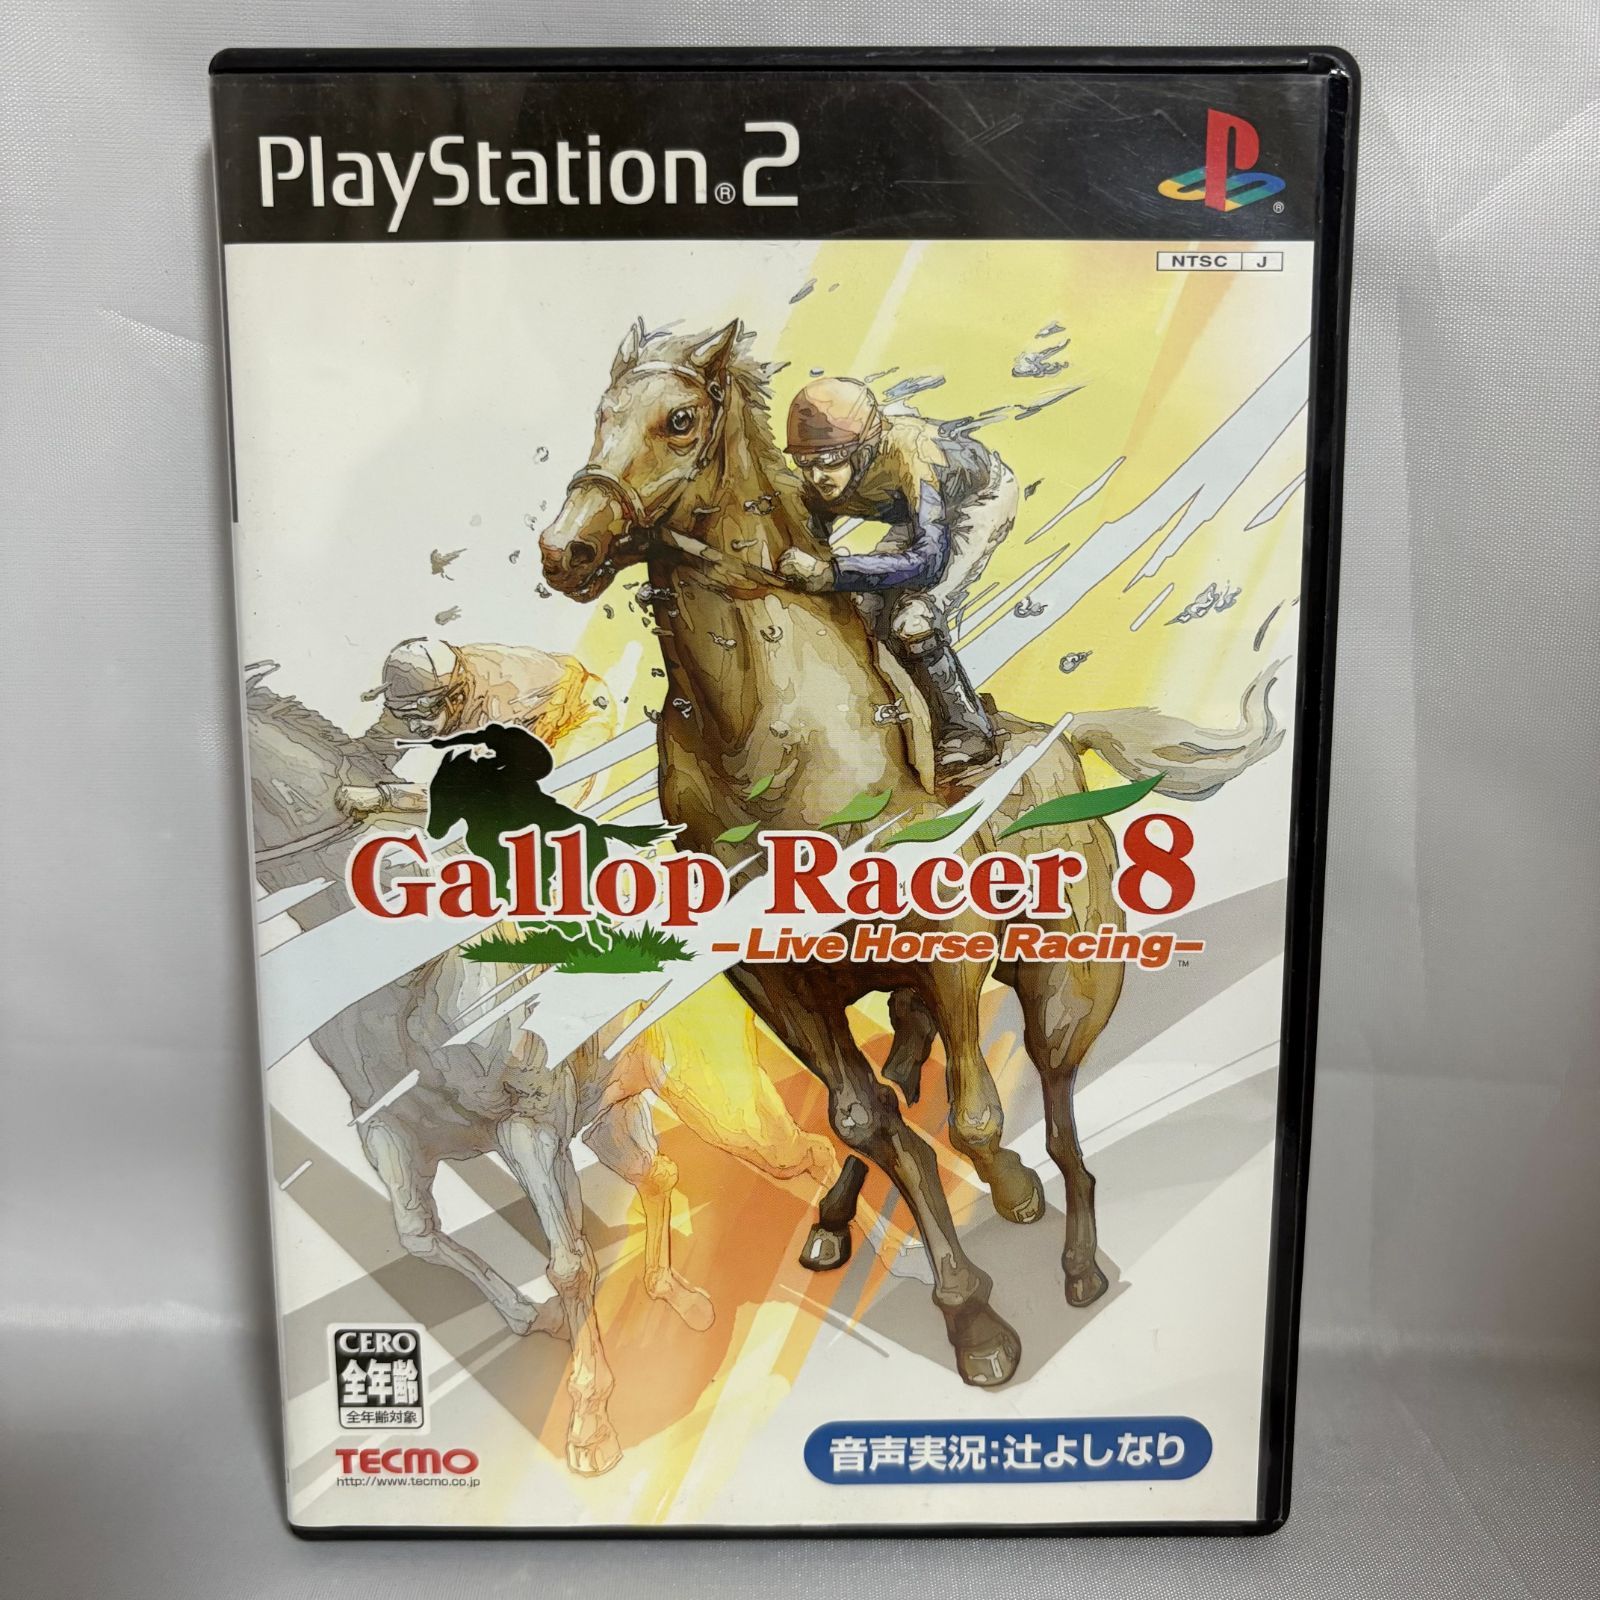 PlayStation®2
NTSC J
Gallop Racer 8
-Live Horse Racing-™
CERO
全年齢
全年齢対象
TECMO
http://www.tecmo.co.jp
音声実況:辻よしなり